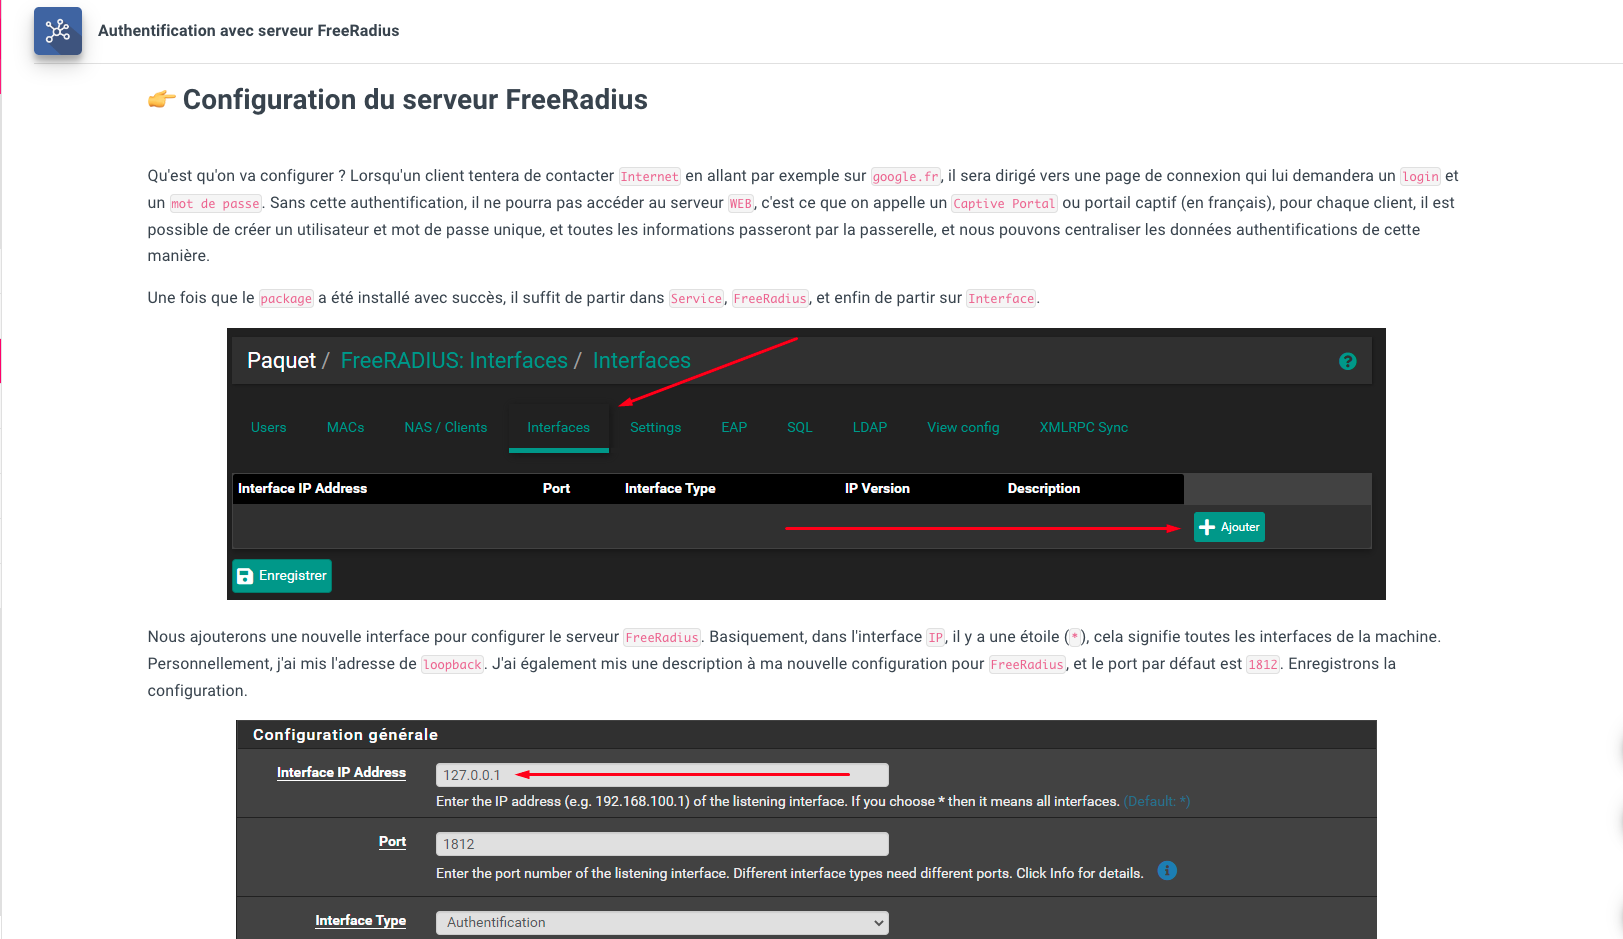 Authentification avec serveur FreeRadius
👉 Configuration du serveur FreeRadius
Qu'est qu'on va configurer ? Lorsqu'un client tentera de contacter Internet en allant par exemple sur google.fr, il sera dirigé vers une page de connexion qui lui demandera un login et
un mot de passe. Sans cette authentification, il ne pourra pas accéder au serveur WEB, c'est ce que on appelle un Captive Portal ou portail captif (en français), pour chaque client, il est
possible de créer un utilisateur et mot de passe unique, et toutes les informations passeront par la passerelle, et nous pouvons centraliser les données authentifications de cette
manière.
Une fois que le package a été installé avec succès, il suffit de partir dans Service, FreeRadius, et enfin de partir sur Interface.
Paquet / FreeRADIUS: Interfaces / Interfaces
Users MACs NAS / Clients Interfaces Settings EAP SQL LDAP View config XMLRPC Sync
Interface IP Address Port Interface Type IP Version Description
Ajouter
Enregistrer
Nous ajouterons une nouvelle interface pour configurer le serveur FreeRadius. Basiquement, dans l'interface IP, il y a une étoile (*), cela signifie toutes les interfaces de la machine.
Personnellement, j'ai mis l'adresse de loopback. J'ai également mis une description à ma nouvelle configuration pour FreeRadius, et le port par défaut est 1812. Enregistrons la
configuration.
Configuration générale
Interface IP Address 127.0.0.1
Enter the IP address (e.g. 192.168.100.1) of the listening interface. If you choose * then it means all interfaces. (Default: *)
Port 1812
Enter the port number of the listening interface. Different interface types need different ports. Click Info for details.
Interface Type Authentification